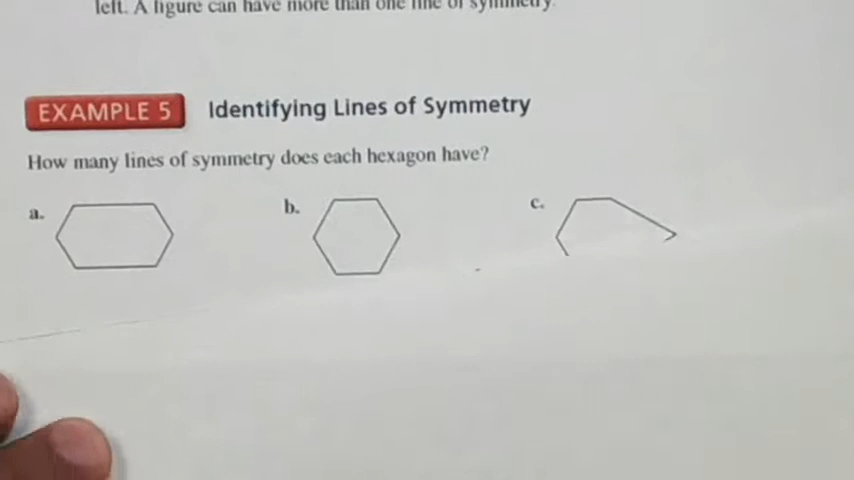 left. A figure can have more than one line of symmetry.
EXAMPLE 5 Identifying Lines of Symmetry
How many lines of symmetry does each hexagon have?
a. b. c.